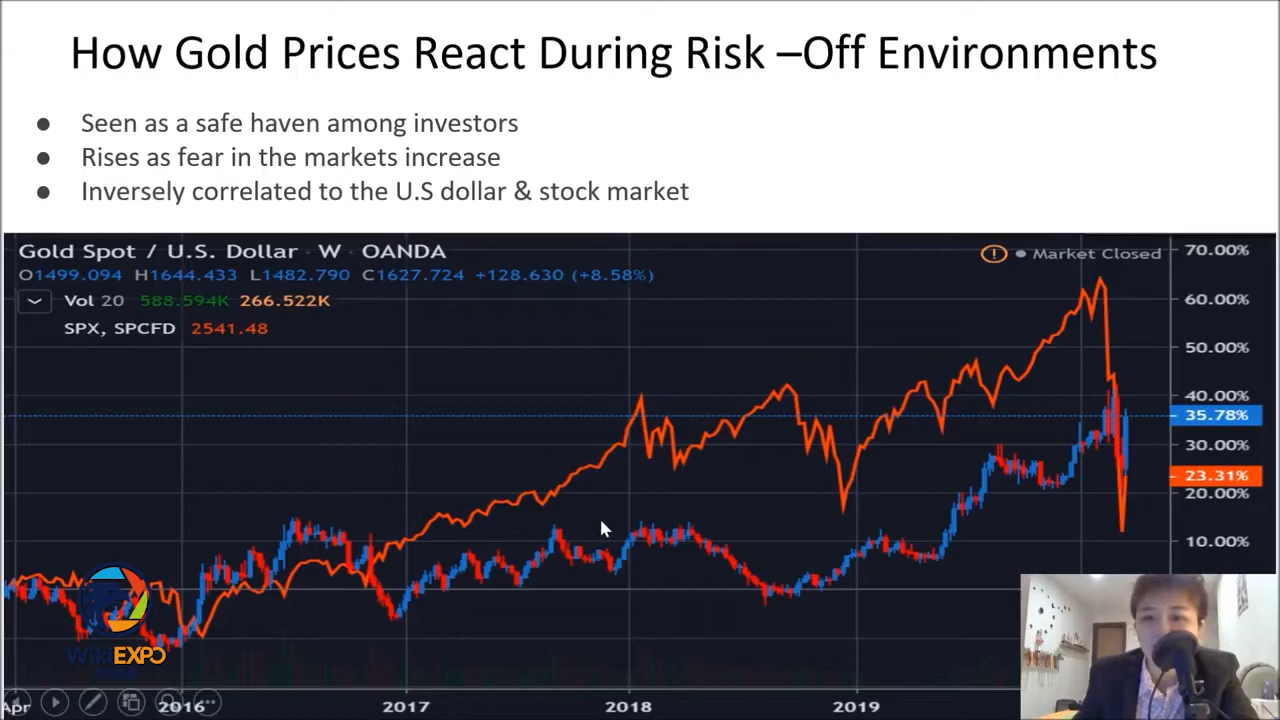 How Gold Prices React During Risk –Off Environments
● Seen as a safe haven among investors
● Rises as fear in the markets increase
● Inversely correlated to the U.S dollar & stock market
Gold Spot / U.S. Dollar · W · OANDA
Market Closed
O1499.094 H1644.433 L1482.790 C1627.724 +128.630 (+8.58%)
Vol 20 588.594K 266.522K
SPX, SPCFD 2541.48
70.00%
60.00%
50.00%
40.00%
35.78%
30.00%
23.31%
20.00%
10.00%
WikiEXPO
Apr 2016 2017 2018 2019